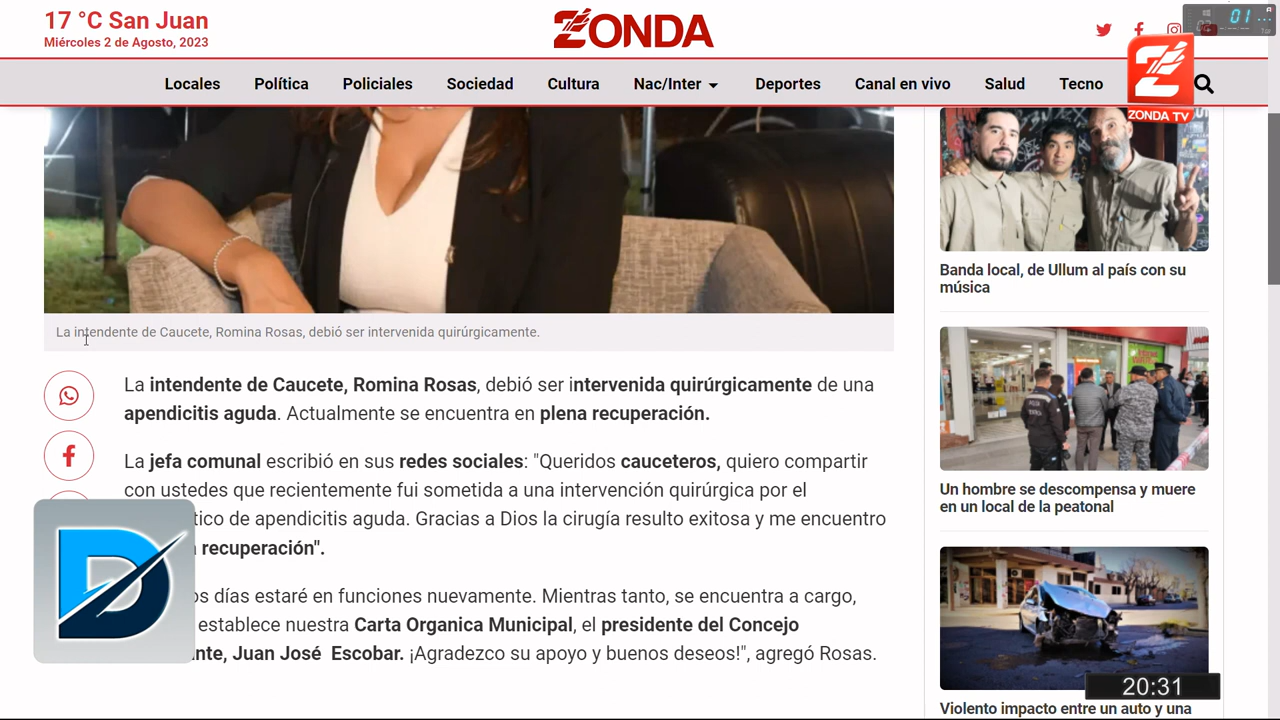 17 °C San Juan
Miércoles 2 de Agosto, 2023
ZONDA
01
Locales Política Policiales Sociedad Cultura Nac/Inter Deportes Canal en vivo Salud Tecno
ZONDA TV
La intendente de Caucete, Romina Rosas, debió ser intervenida quirúrgicamente.
La intendente de Caucete, Romina Rosas, debió ser intervenida quirúrgicamente de una
apendicitis aguda. Actualmente se encuentra en plena recuperación.
La jefa comunal escribió en sus redes sociales: "Queridos cauceteros, quiero compartir
con ustedes que recientemente fui sometida a una intervención quirúrgica por el
tico de apendicitis aguda. Gracias a Dios la cirugía resulto exitosa y me encuentro
recuperación".
os días estaré en funciones nuevamente. Mientras tanto, se encuentra a cargo,
establece nuestra Carta Organica Municipal, el presidente del Concejo
nte, Juan José Escobar. ¡Agradezco su apoyo y buenos deseos!", agregó Rosas.
D
Banda local, de Ullum al país con su
música
Un hombre se descompensa y muere
en un local de la peatonal
20:31
Violento impacto entre un auto y una